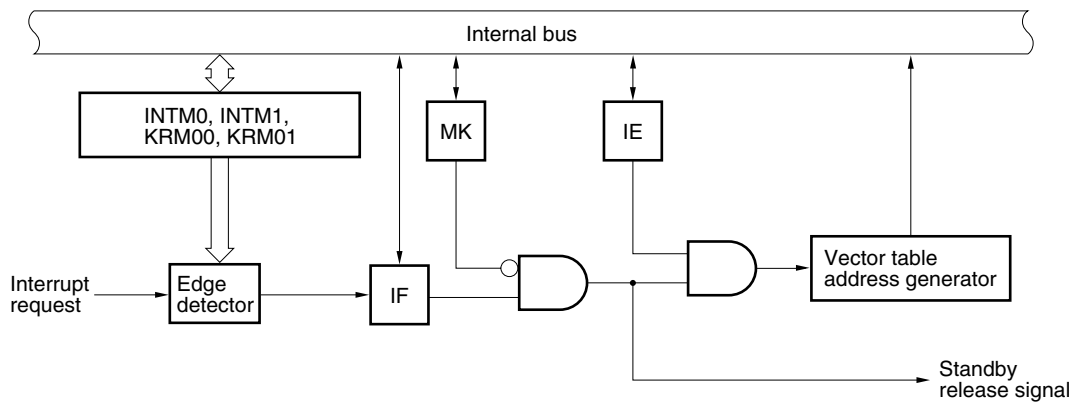 Internal bus
INTM0, INTM1,
KRM00, KRM01
MK
IE
Interrupt
request
Edge
detector
IF
Vector table
address generator
Standby
release signal